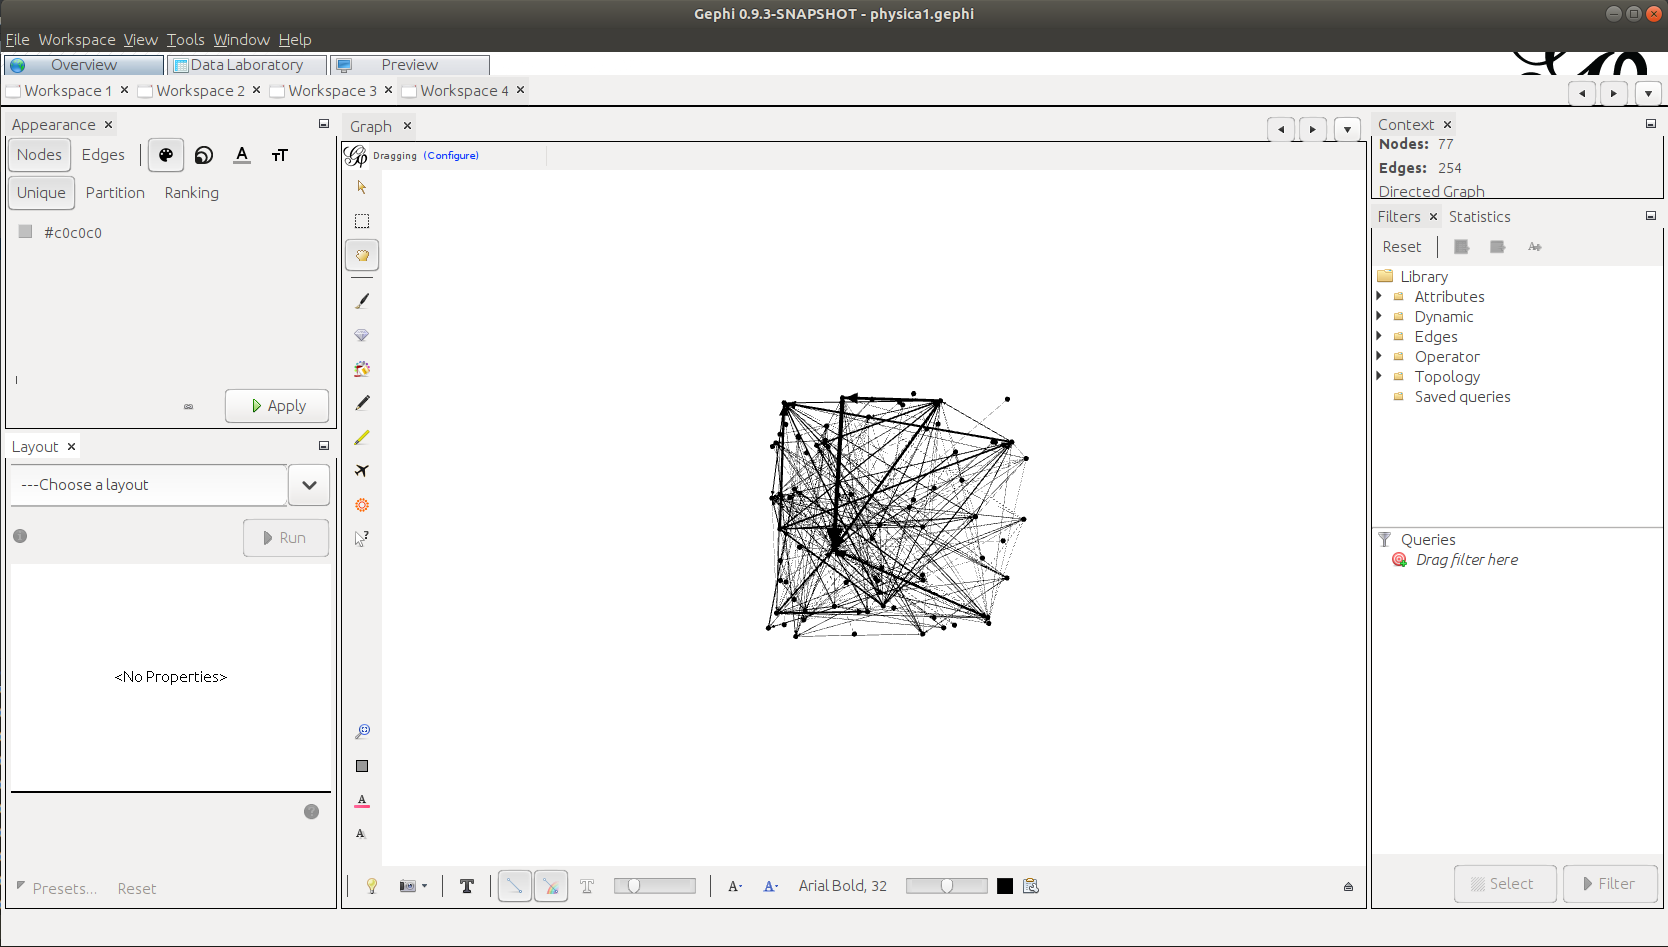 Gephi 0.9.3-SNAPSHOT - physica1.gephi
File Workspace View Tools Window Help
Overview Data Laboratory Preview
Workspace 1 Workspace 2 Workspace 3 Workspace 4
Appearance
Nodes Edges A TT
Unique Partition Ranking
#c0c0c0
Apply
Layout
---Choose a layout
Run
<No Properties>
Presets... Reset
Graph
Dragging (Configure)
T T A A Arial Bold, 32
Context
Nodes: 77
Edges: 254
Directed Graph
Filters Statistics
Reset
Library
Attributes
Dynamic
Edges
Operator
Topology
Saved queries
Queries
Drag filter here
Select Filter